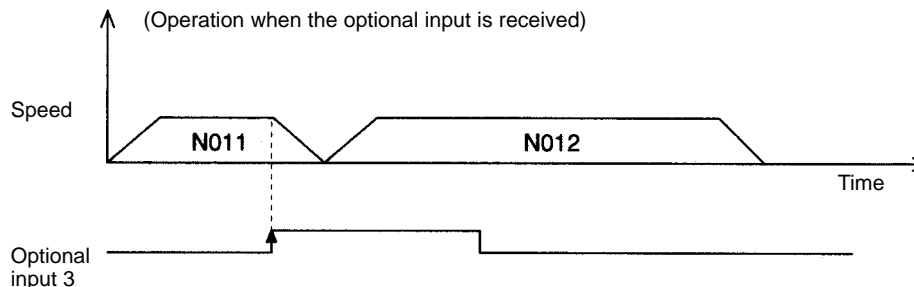 (Operation when the optional input is received)
Speed
N011
N012
Time
Optional
input 3